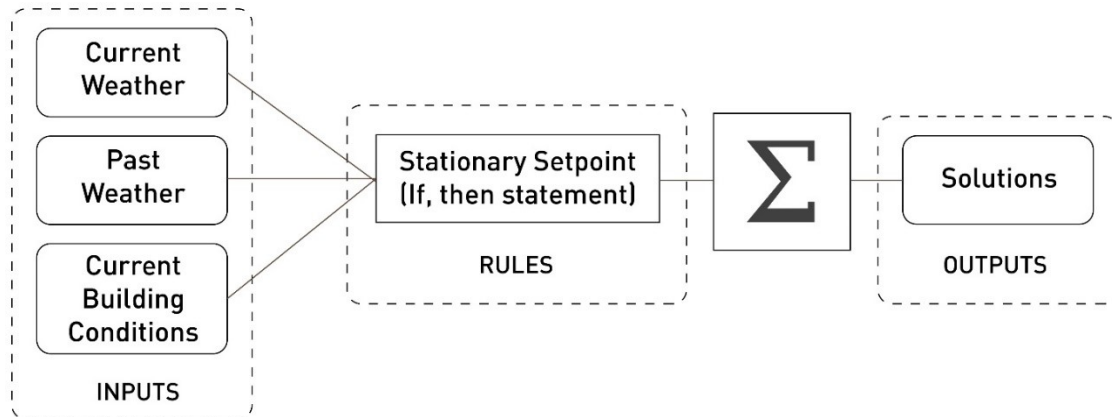 Current
Weather
Past
Weather
Current
Building
Conditions
INPUTS
Stationary Setpoint
(If, then statement)
RULES
Σ
Solutions
OUTPUTS